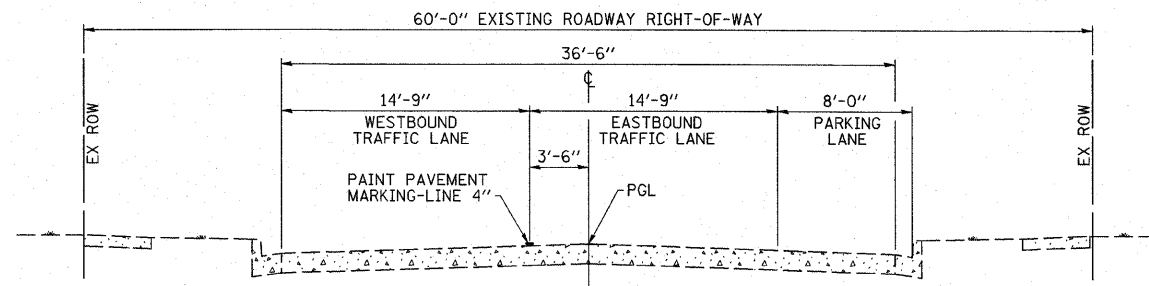 60'-0" EXISTING ROADWAY RIGHT-OF-WAY
36'-6"
℄
14'-9"
14'-9"
8'-0"
WESTBOUND
TRAFFIC LANE
EASTBOUND
TRAFFIC LANE
PARKING
LANE
EX ROW
EX ROW
3'-6"
PAINT PAVEMENT
MARKING-LINE 4"
PGL